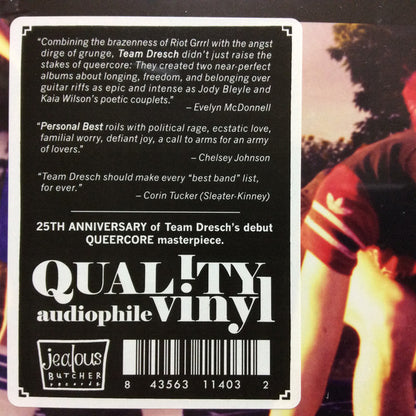 “Combining the brazenness of Riot Grrrl with the angst
dirge of grunge, Team Dresch didn’t just raise the
stakes of queercore: They created two near-perfect
albums about longing, freedom, and belonging over
guitar riffs as epic and intense as Jody Bleyle and
Kaia Wilson’s poetic couplets.”
– Evelyn McDonnell
“Personal Best roils with political rage, ecstatic love,
familial worry, defiant joy, a call to arms for an army
of lovers.”
– Chelsey Johnson
“Team Dresch should make every “best band” list,
for ever.”
– Corin Tucker (Sleater-Kinney)
25TH ANNIVERSARY of Team Dresch’s debut
QUEERCORE masterpiece.
QUAL!TY
audiophile vinyl
jealous
BUTCHER
records
8 43563 11403 2